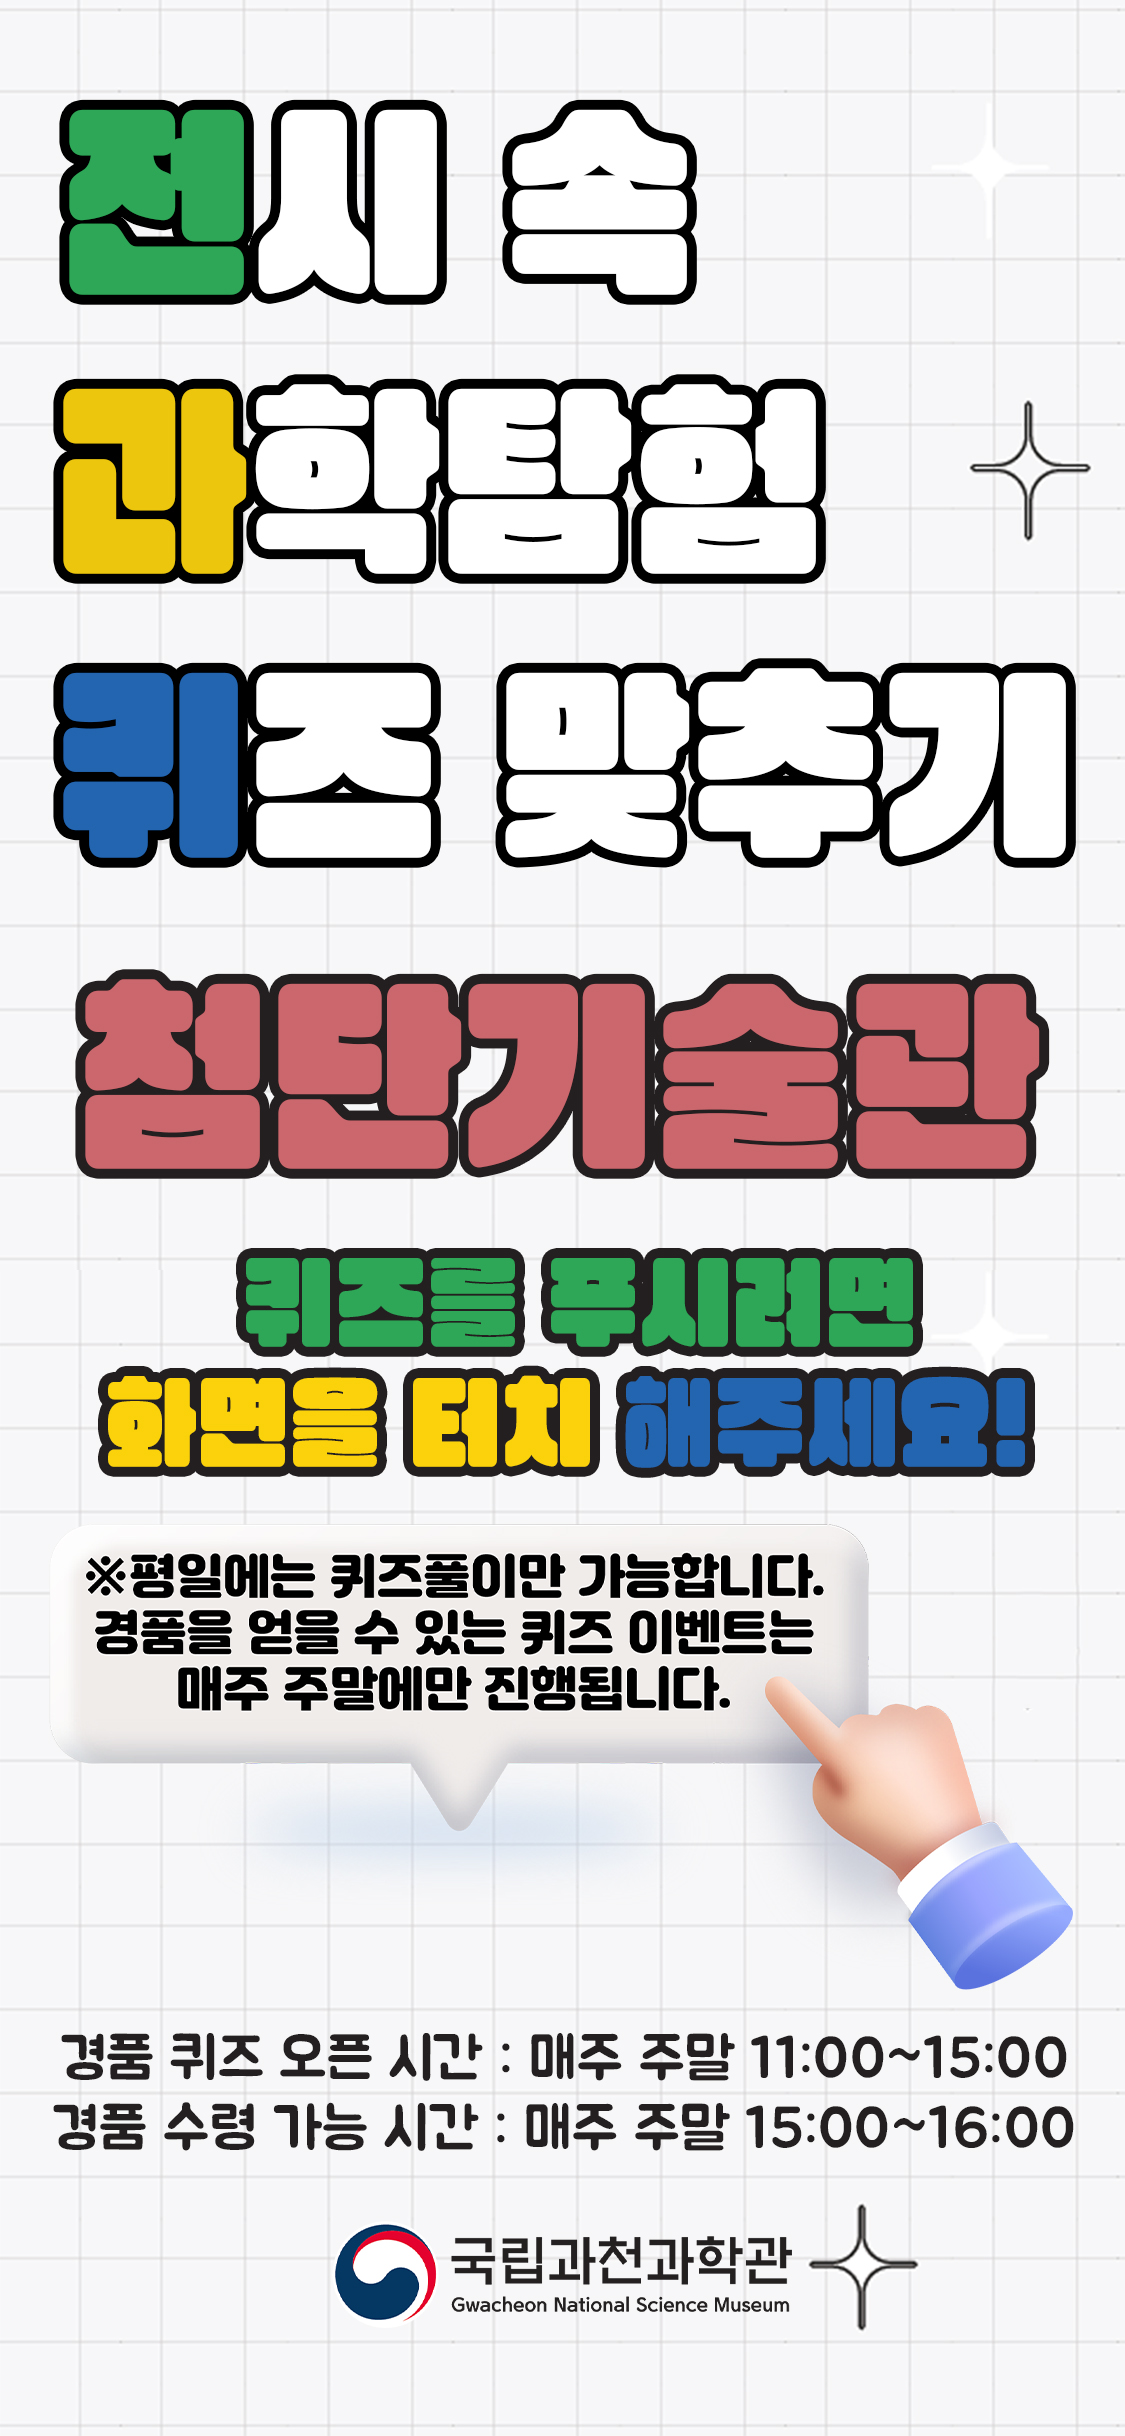 전시 속
과학탐험
퀴즈 맞추기
첨단기술관
퀴즈를 푸시려면
화면을 터치 해주세요!
※평일에는 퀴즈풀이만 가능합니다.
경품을 얻을 수 있는 퀴즈 이벤트는
매주 주말에만 진행됩니다.
경품 퀴즈 오픈 시간 : 매주 주말 11:00~15:00
경품 수령 가능 시간 : 매주 주말 15:00~16:00
국립과천과학관
Gwacheon National Science Museum